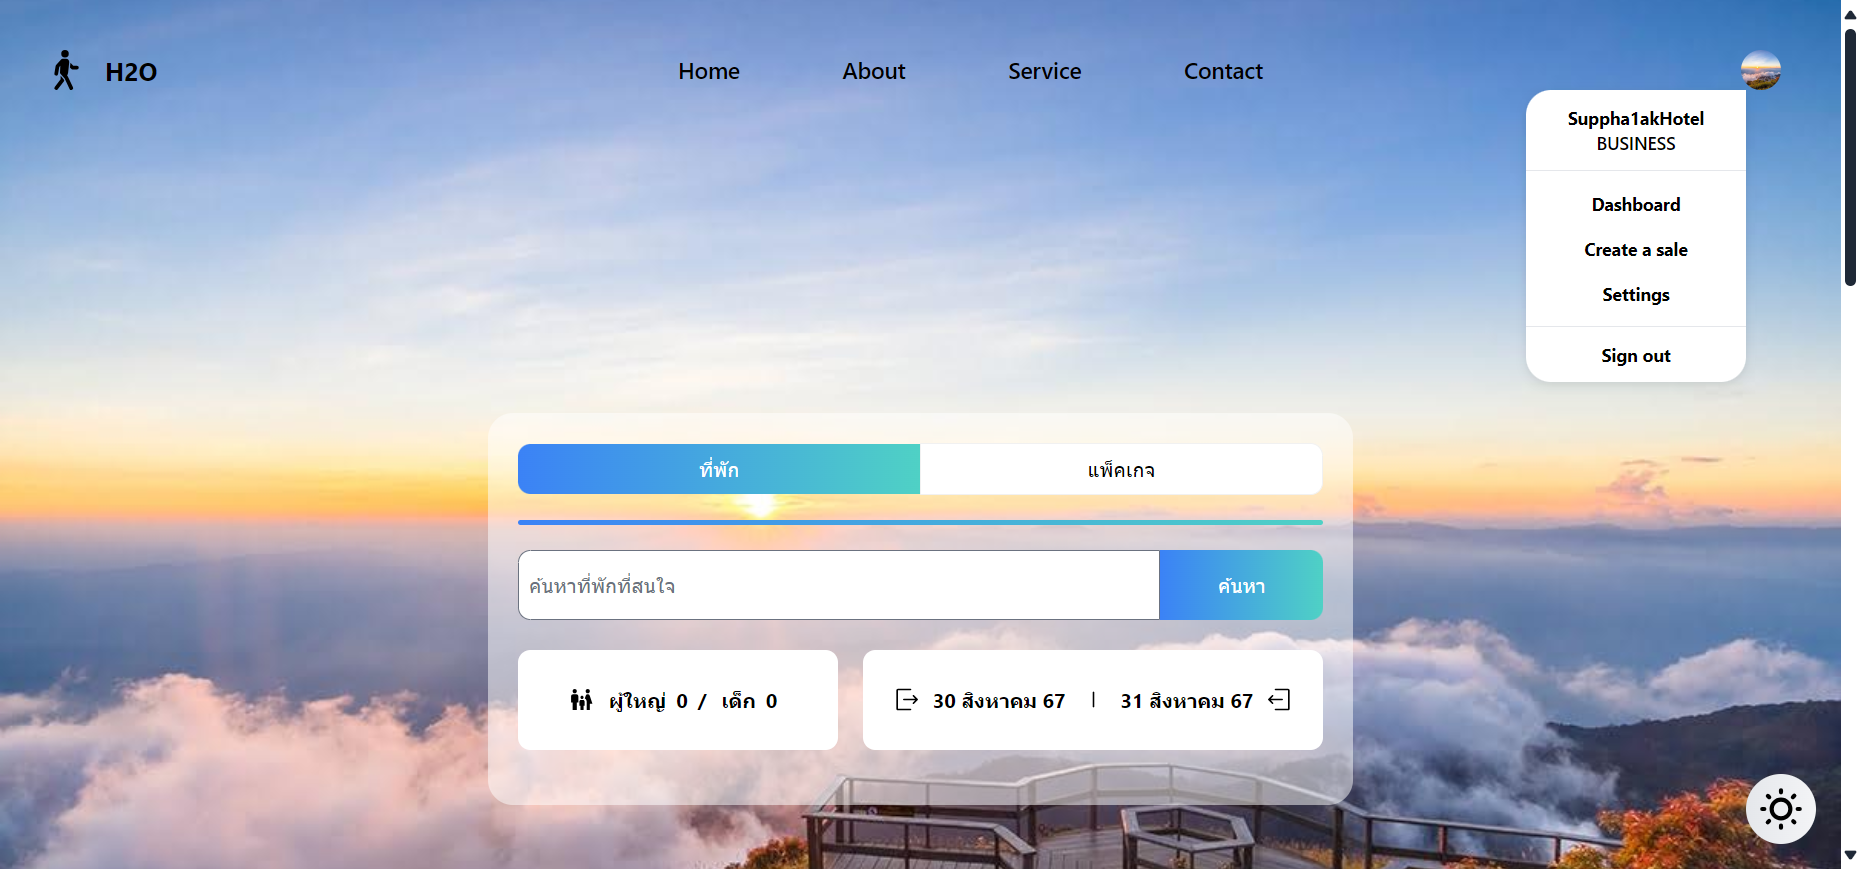 H2O
Home
About
Service
Contact
Suppha1akHotel
BUSINESS
Dashboard
Create a sale
Settings
Sign out
ที่พัก
แพ็คเกจ
ค้นหาที่พักที่สนใจ
ค้นหา
ผู้ใหญ่ 0 / เด็ก 0
30 สิงหาคม 67 | 31 สิงหาคม 67